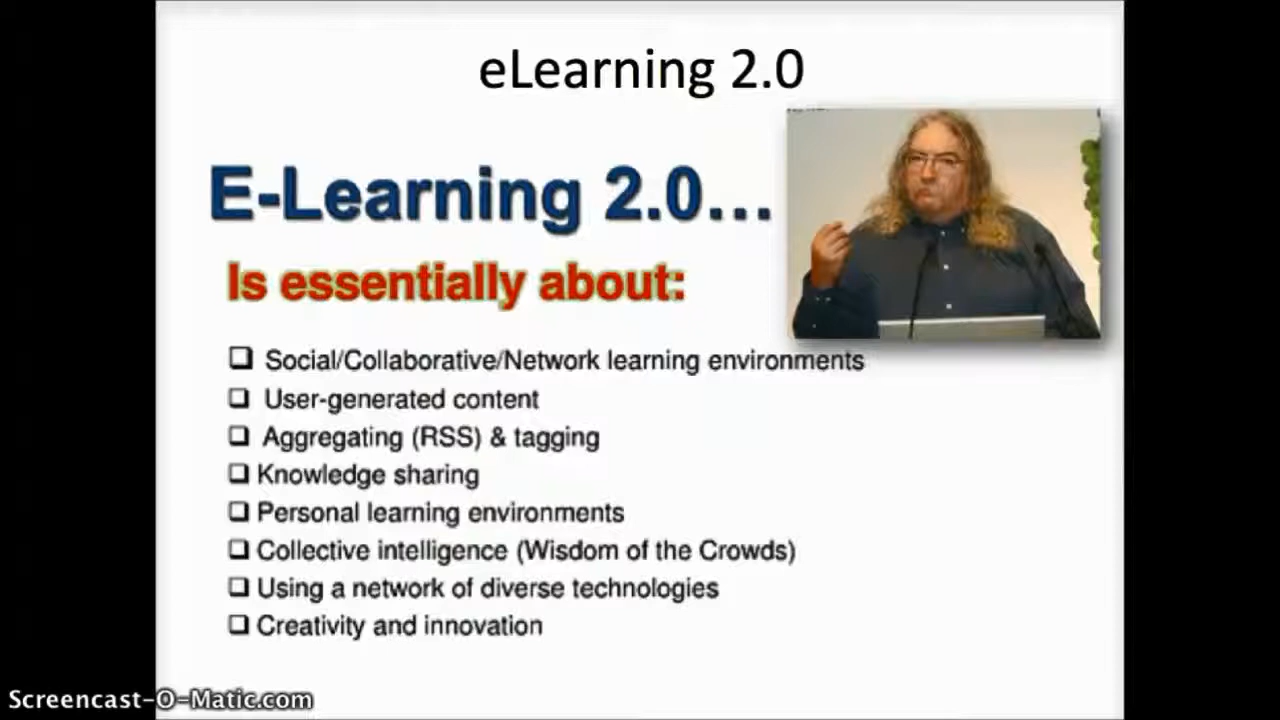 eLearning 2.0
E-Learning 2.0...
Is essentially about:
Social/Collaborative/Network learning environments
User-generated content
Aggregating (RSS) & tagging
Knowledge sharing
Personal learning environments
Collective intelligence (Wisdom of the Crowds)
Using a network of diverse technologies
Creativity and innovation
Screencast-O-Matic.com